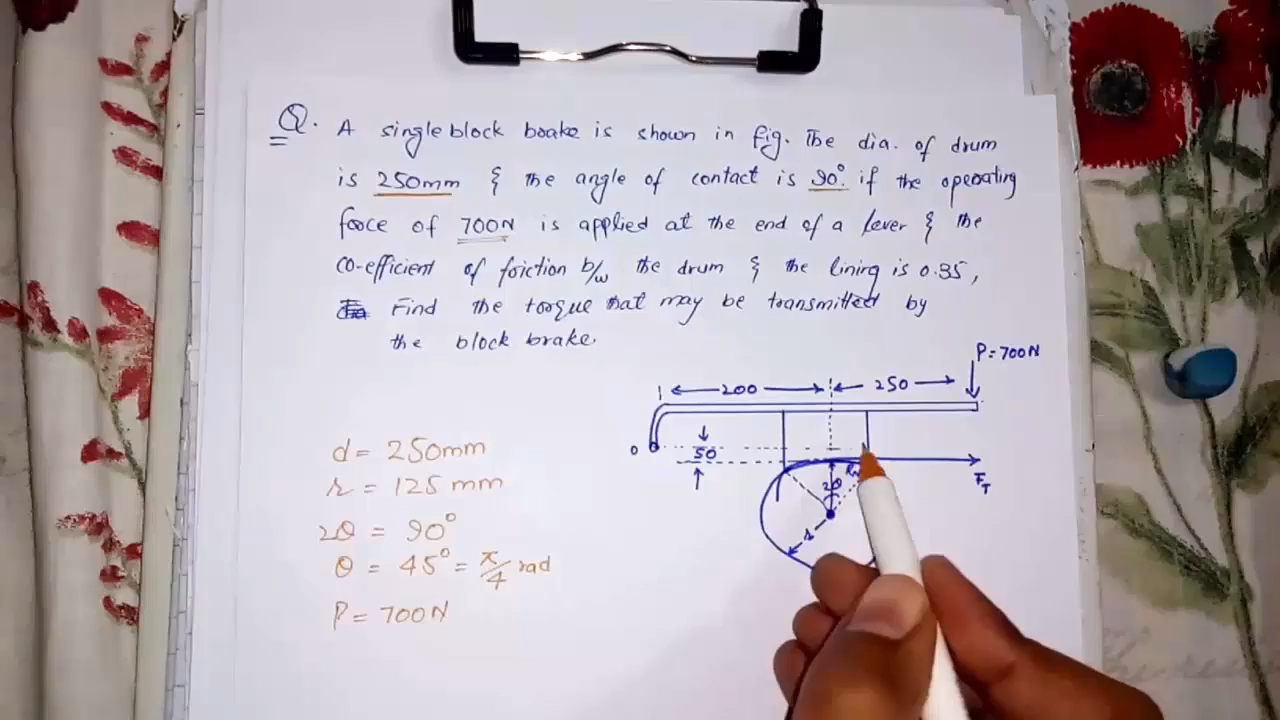 Q. A single block brake is shown in fig. The dia. of drum
is 250mm & the angle of contact is 90°. if the operating
force of 700N is applied at the end of a lever & the
co-efficient of friction b/w the drum & the lining is 0.35,
Find the torque that may be transmitted by
the block brake.
P = 700N
200
250
O
50
F_T
R_N
2θ
r
d = 250mm
r = 125 mm
2θ = 90°
θ = 45° = π/4 rad
P = 700N